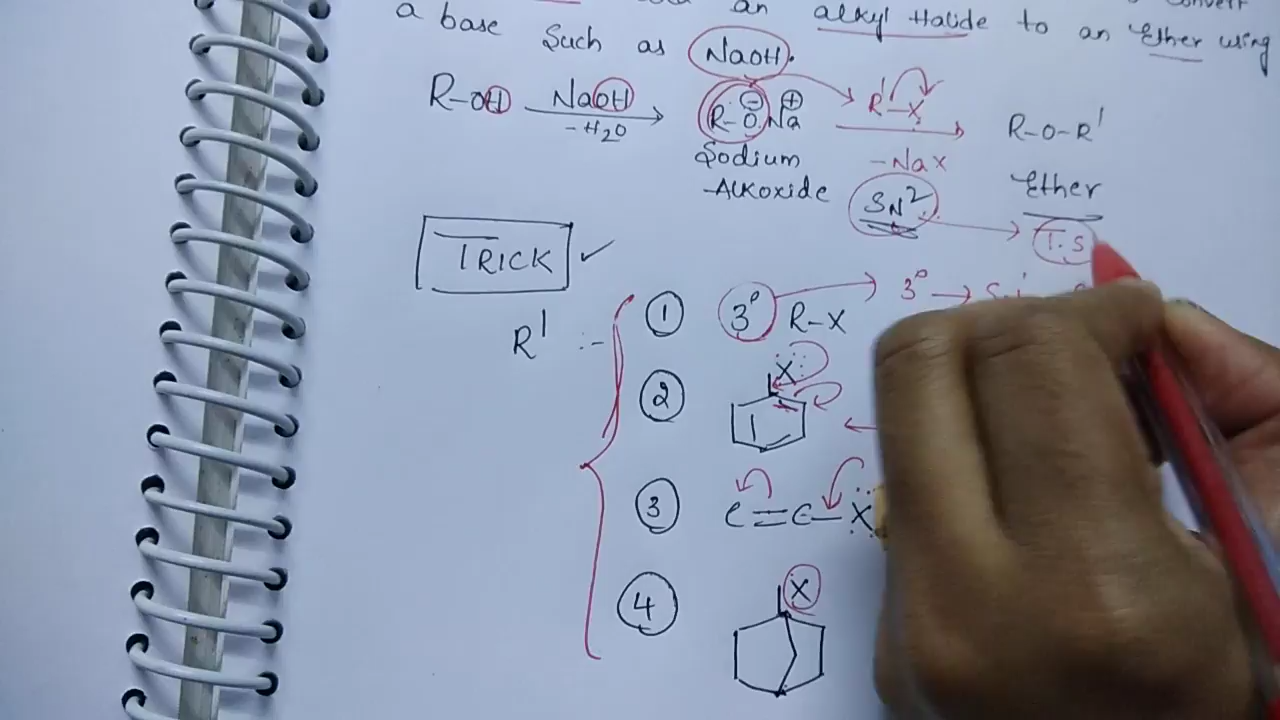 an alkyl Halide to an Ether using
a base Such as NaOH.
R-OH NaOH -H2O R-O⊖ Na⊕ R'-X -NaX R-O-R'
Sodium Alkoxide SN2 Ether
T.S
TRICK ✓
R' :-
① 3° R-X 3° →
② X
③ C=C-X
④ X